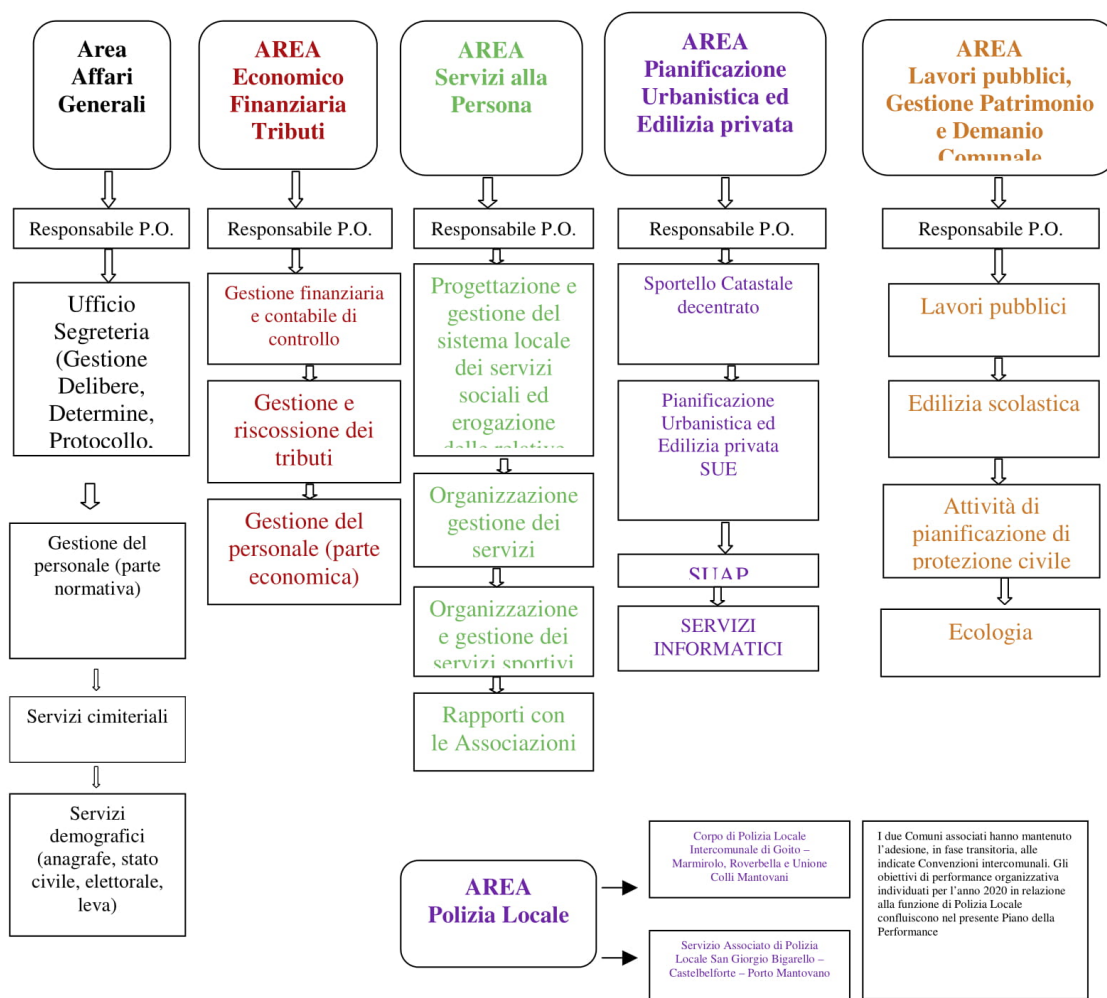 Area
Affari
Generali
Responsabile P.O.
Ufficio
Segreteria
(Gestione
Delibere,
Determine,
Protocollo,
Gestione del
personale (parte
normativa)
Servizi cimiteriali
Servizi
demografici
(anagrafe, stato
civile, elettorale,
leva)
AREA
Economico
Finanziaria
Tributi
Responsabile P.O.
Gestione finanziaria
e contabile di
controllo
Gestione e
riscossione dei
tributi
Gestione del
personale (parte
economica)
AREA
Servizi alla
Persona
Responsabile P.O.
Progettazione e
gestione del
sistema locale
dei servizi
sociali ed
erogazione
delle relative
Organizzazione
gestione dei
servizi
Organizzazione
e gestione dei
servizi sportivi
Rapporti con
le Associazioni
AREA
Pianificazione
Urbanistica ed
Edilizia privata
Responsabile P.O.
Sportello Catastale
decentrato
Pianificazione
Urbanistica ed
Edilizia privata
SUE
SUAP
SERVIZI
INFORMATICI
AREA
Lavori pubblici,
Gestione Patrimonio
e Demanio
Comunale
Responsabile P.O.
Lavori pubblici
Edilizia scolastica
Attività di
pianificazione di
protezione civile
Ecologia
AREA
Polizia Locale
Corpo di Polizia Locale
Intercomunale di Goito –
Marmirolo, Roverbella e Unione
Colli Mantovani
Servizio Associato di Polizia
Locale San Giorgio Bigarello –
Castelbelforte – Porto Mantovano
I due Comuni associati hanno mantenuto
l’adesione, in fase transitoria, alle
indicate Convenzioni intercomunali. Gli
obiettivi di performance organizzativa
individuati per l’anno 2020 in relazione
alla funzione di Polizia Locale
confluiscono nel presente Piano della
Performance